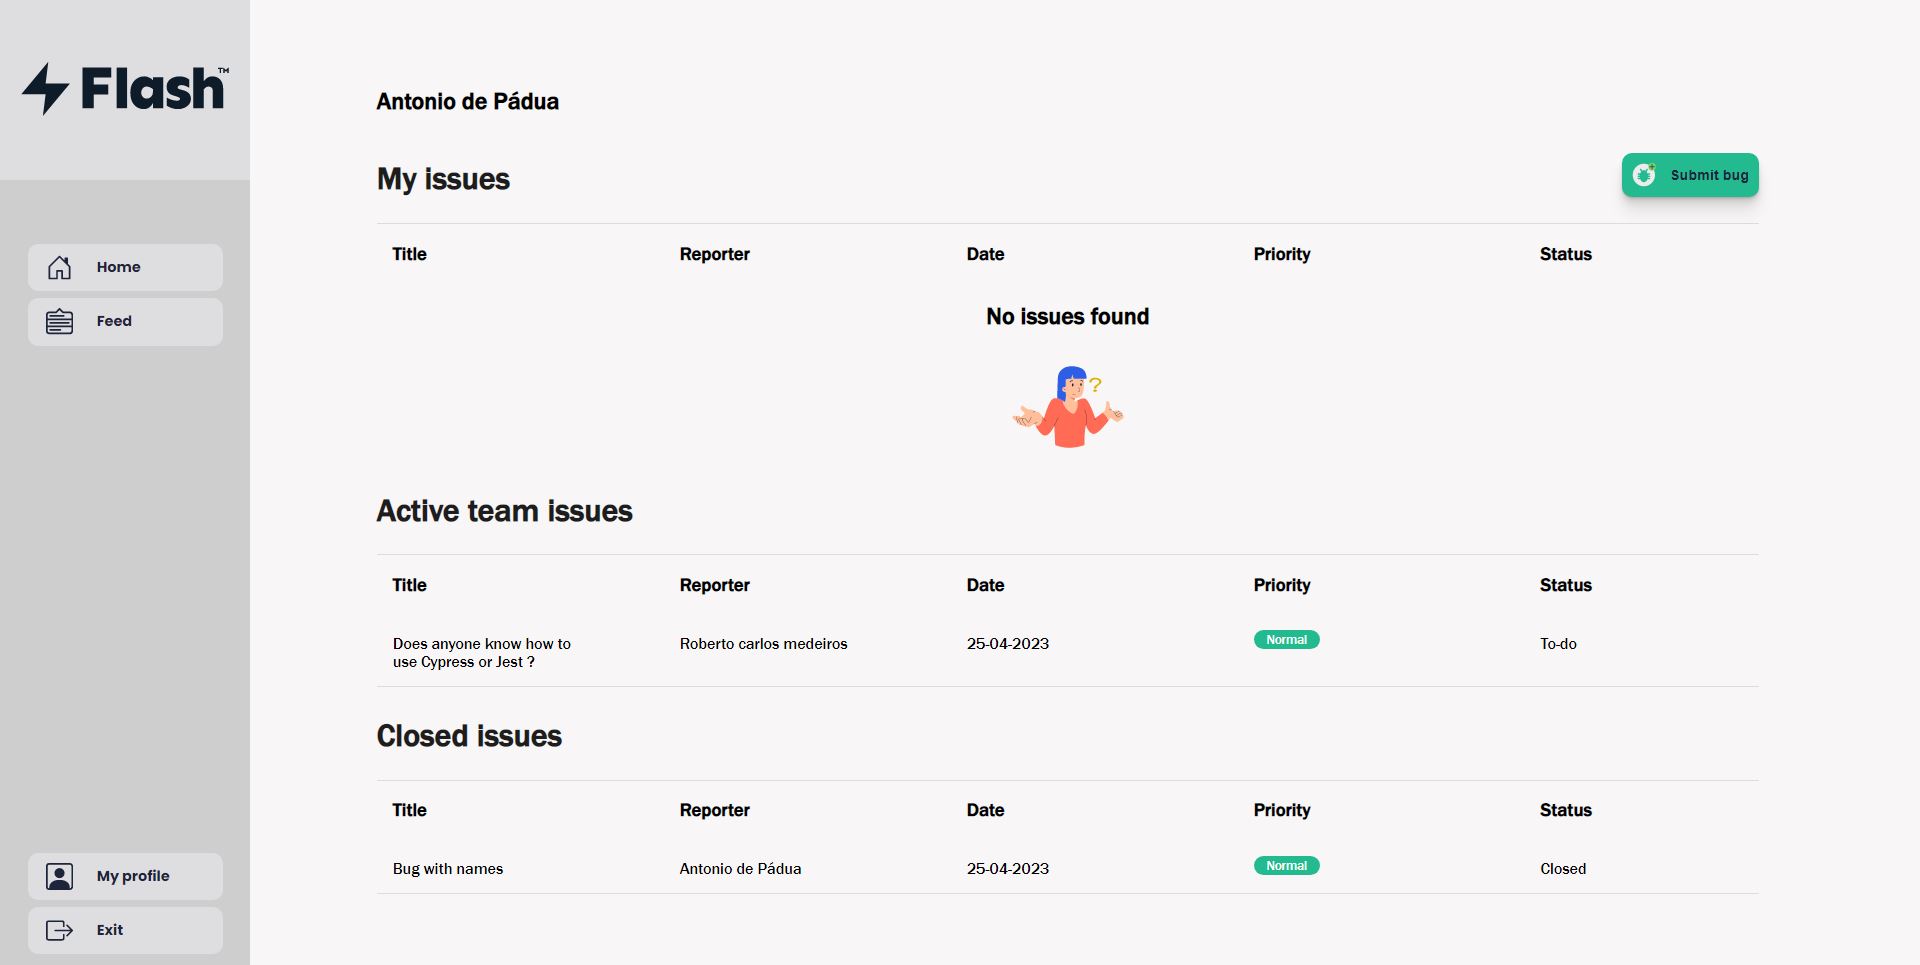 Flash™
Home
Feed
My profile
Exit
Antonio de Pádua
My issues
Submit bug
Title Reporter Date Priority Status
No issues found
?
Active team issues
Title Reporter Date Priority Status
Does anyone know how to Roberto carlos medeiros 25-04-2023 Normal To-do
use Cypress or Jest ?
Closed issues
Title Reporter Date Priority Status
Bug with names Antonio de Pádua 25-04-2023 Normal Closed